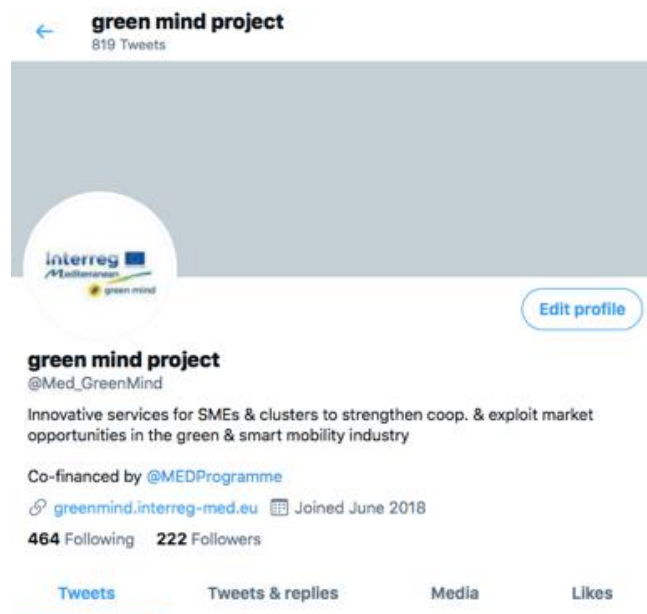 green mind project
819 Tweets
Interreg
Mediterranean
green mind
Edit profile
green mind project
@Med_GreenMind
Innovative services for SMEs & clusters to strengthen coop. & exploit market
opportunities in the green & smart mobility industry
Co-financed by @MEDProgramme
greenmind.interreg-med.eu Joined June 2018
464 Following 222 Followers
Tweets Tweets & replies Media Likes